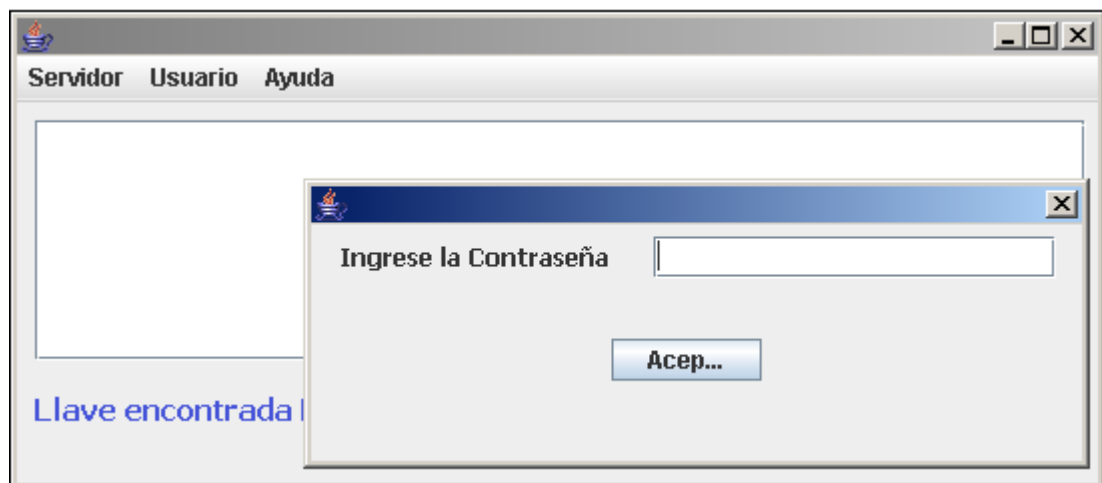 Servidor Usuario Ayuda
Ingrese la Contraseña
Acep...
Llave encontrada